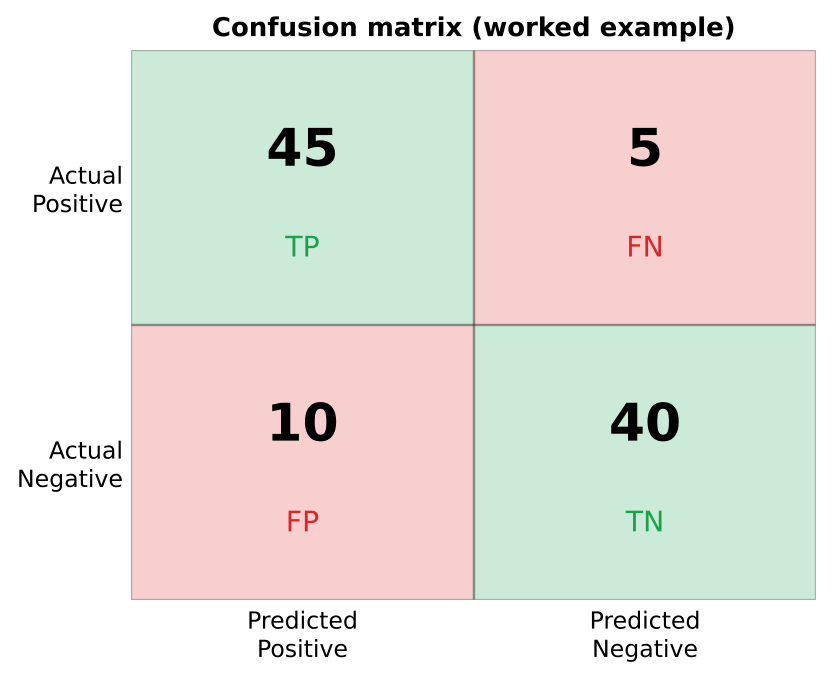 Confusion matrix (worked example)
Actual
Positive
45
TP
5
FN
Actual
Negative
10
FP
40
TN
Predicted
Positive
Predicted
Negative